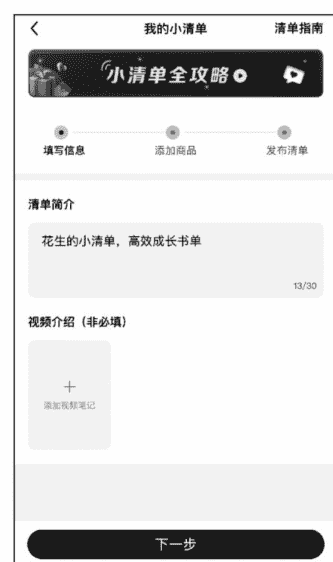 我的小清单
清单指南
小清单全攻略
填写信息
添加商品
发布清单
清单简介
花生的小清单，高效成长书单
13/30
视频介绍（非必填）
添加视频笔记
下一步